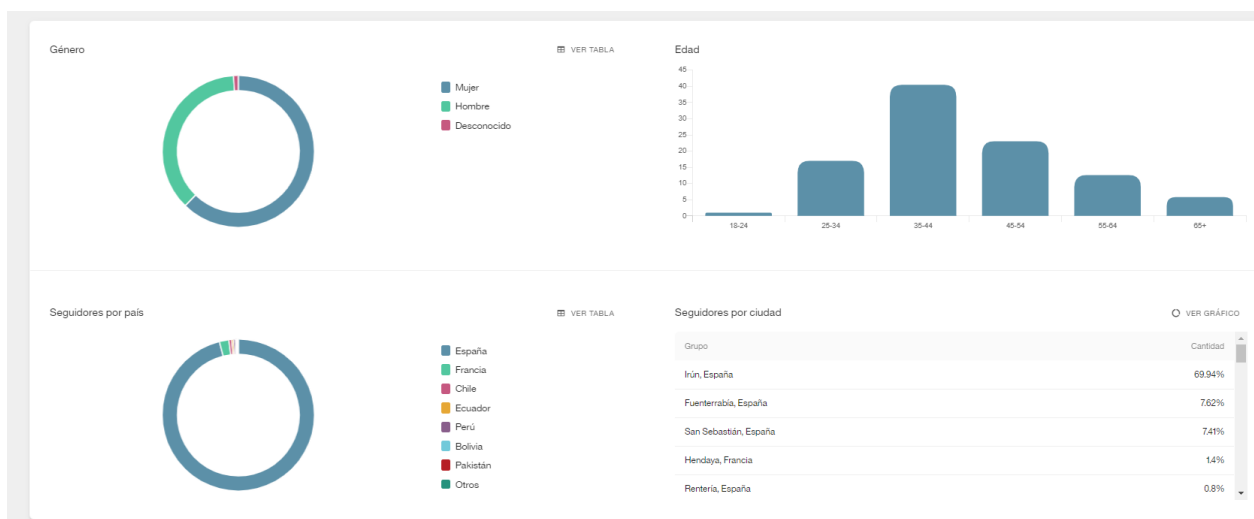 Género
VER TABLA
Mujer
Hombre
Desconocido
Edad
45
40
35
30
25
20
15
10
5
0
18-24
25-34
35-44
45-54
55-64
65+
Seguidores por país
VER TABLA
España
Francia
Chile
Ecuador
Perú
Bolivia
Pakistán
Otros
Seguidores por ciudad
VER GRÁFICO
Grupo Cantidad
Irún, España 69.94%
Fuenterrabía, España 7.62%
San Sebastián, España 7.41%
Hendaya, Francia 1.4%
Rentería, España 0.8%